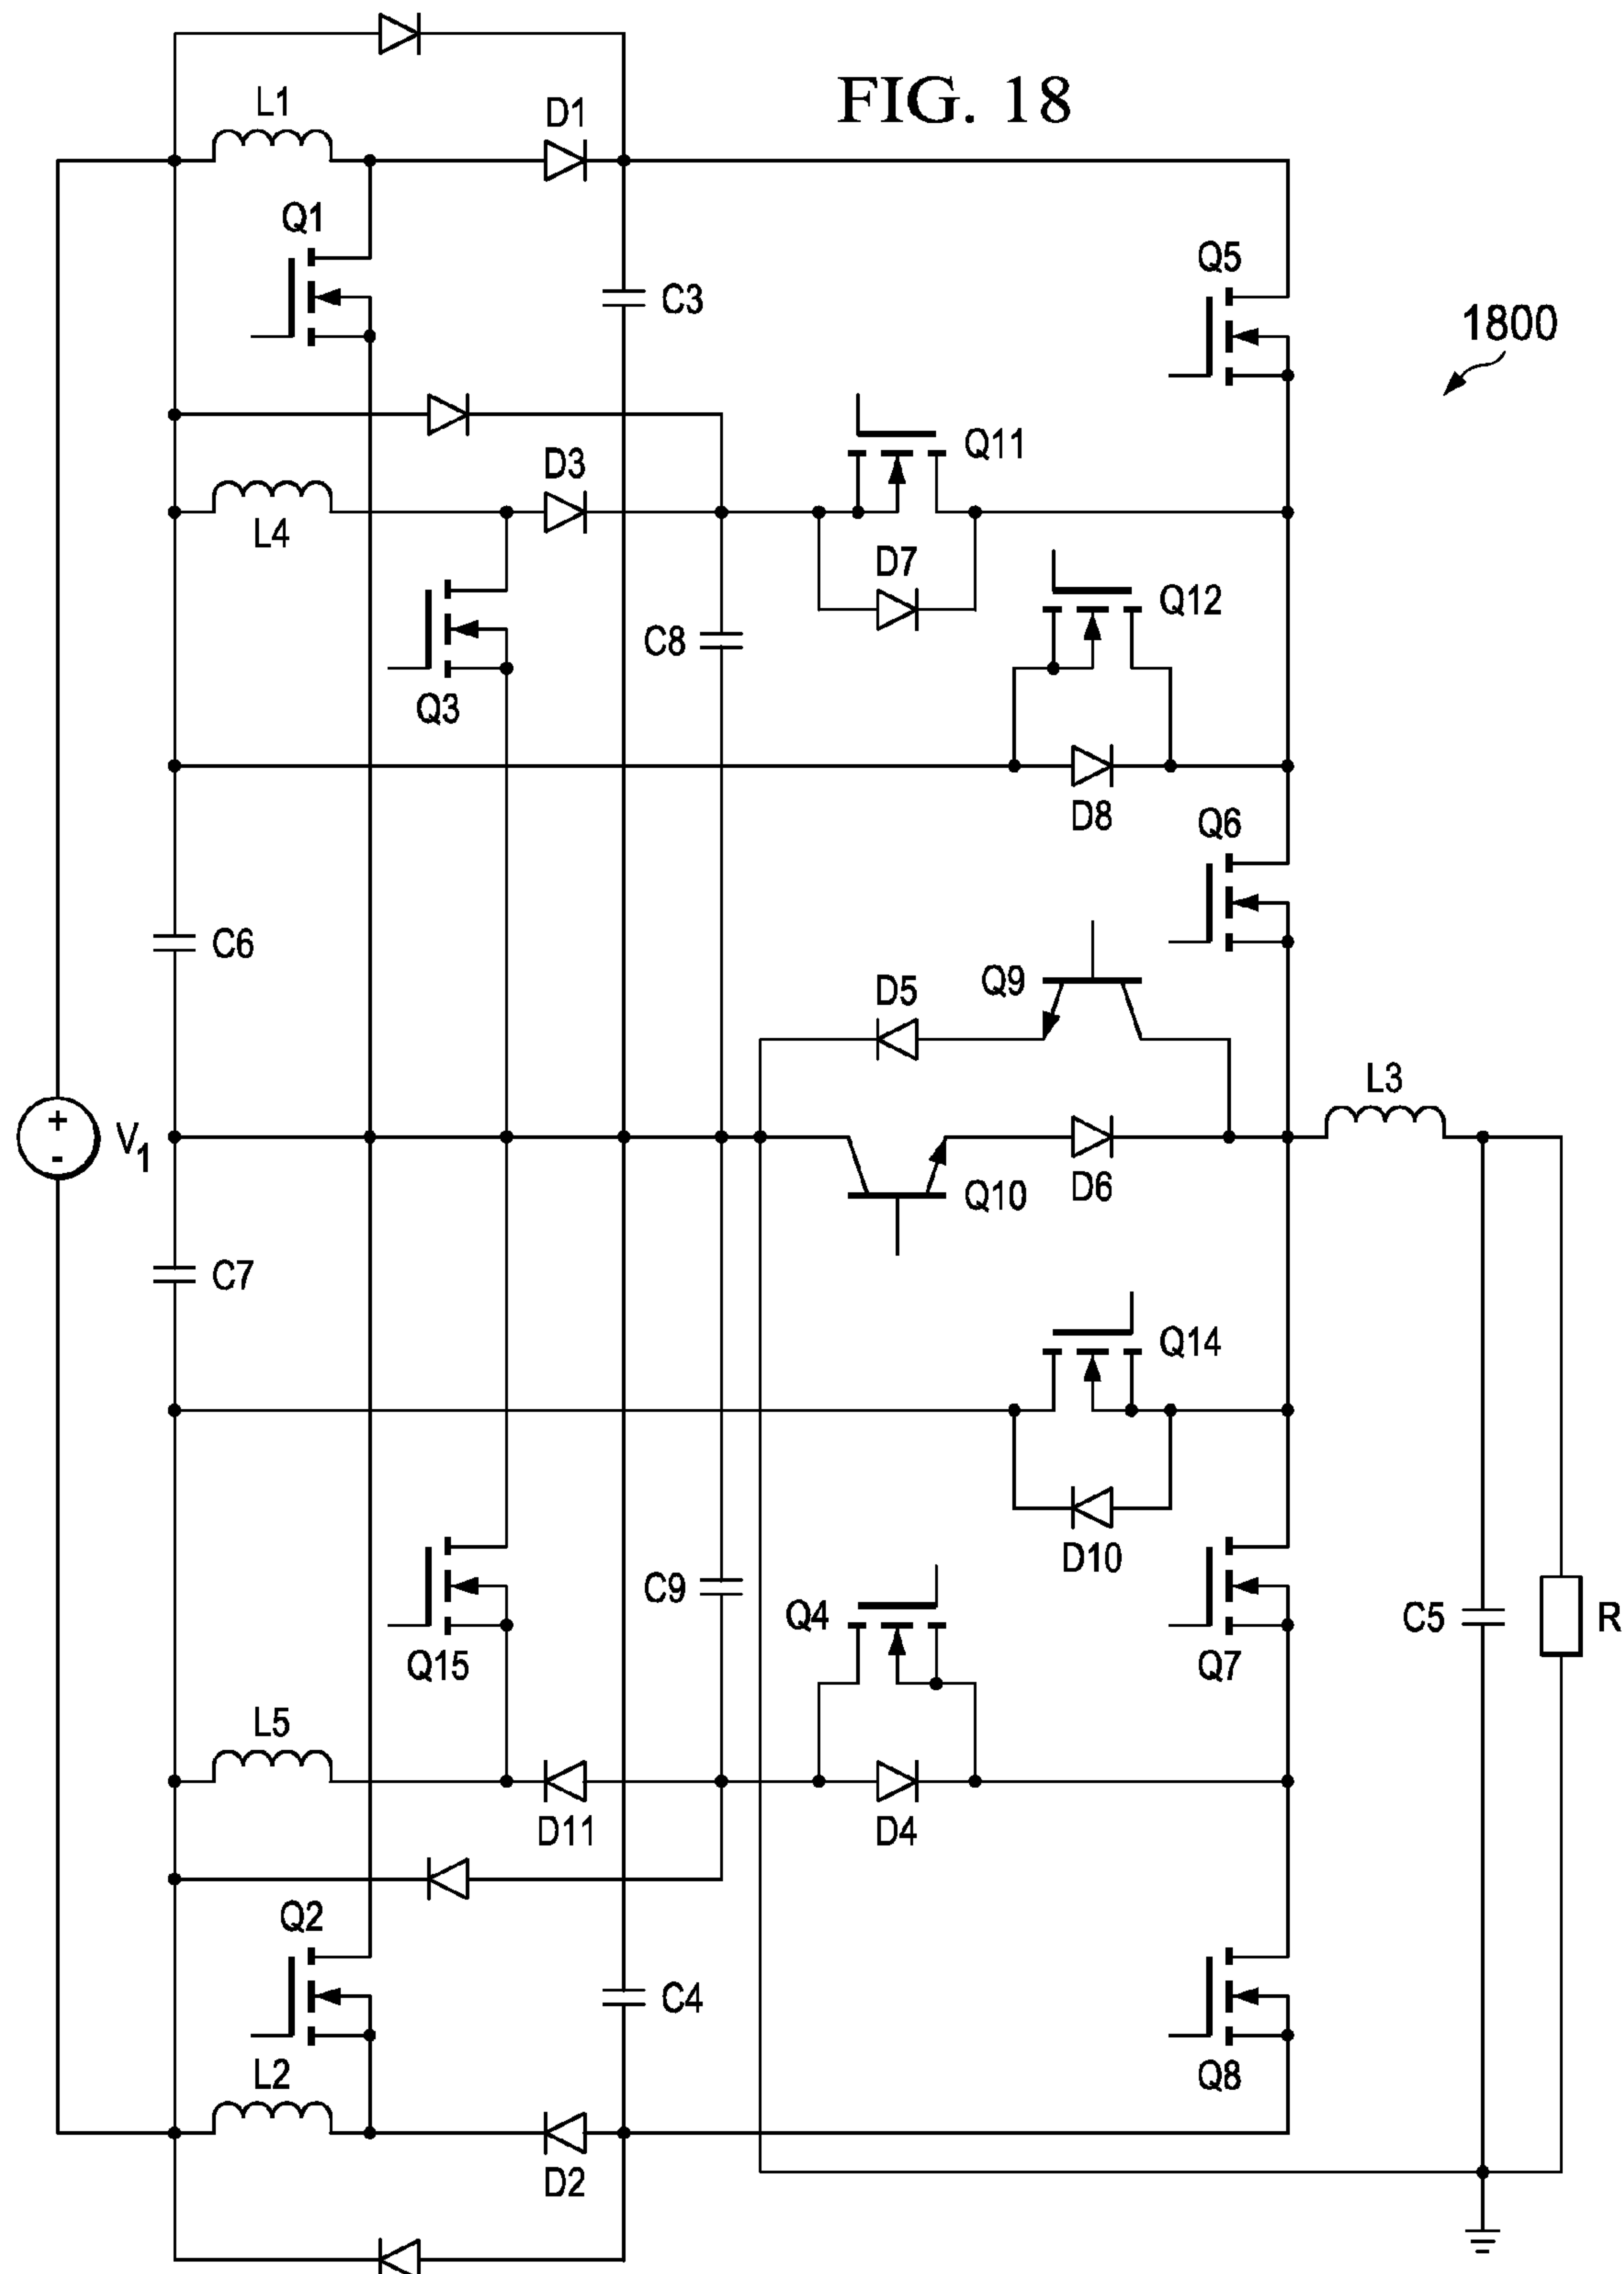 FIG. 18
L1
D1
Q1
C3
Q5
1800
Q11
D3
L4
D7
Q12
C8
Q3
D8
Q6
C6
Q9
D5
L3
+
-
V1
Q10
D6
C7
Q14
D10
C9
Q4
C5
R
Q15
Q7
L5
D11
D4
Q2
C4
L2
Q8
D2